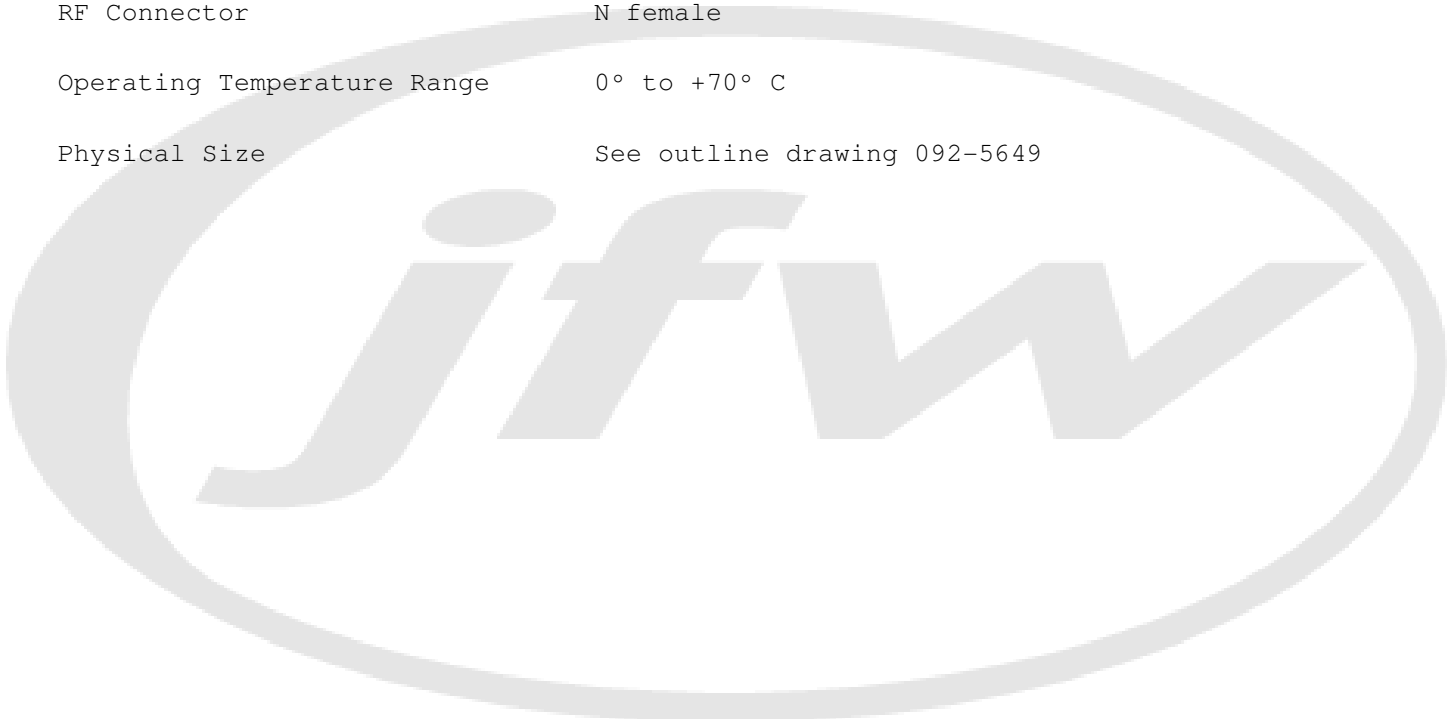 RF Connector N female
Operating Temperature Range 0° to +70° C
Physical Size See outline drawing 092-5649
jfw